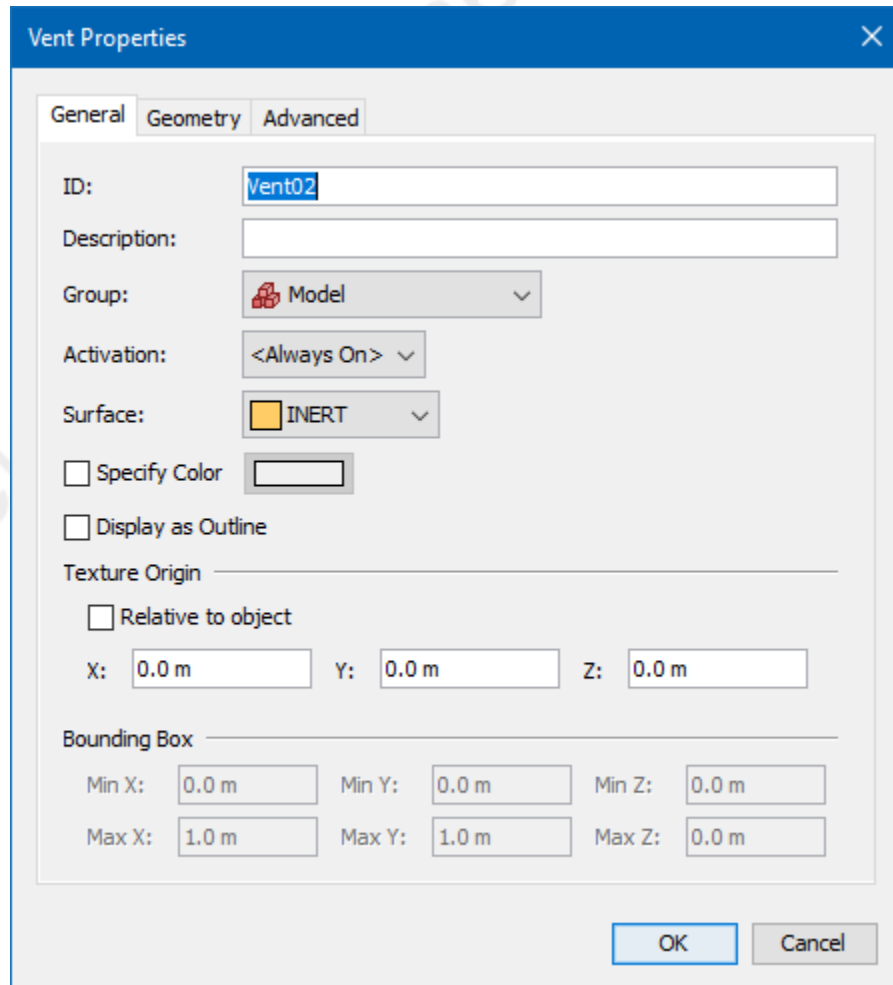 Vent Properties
General Geometry Advanced
ID: Vent02
Description:
Group: Model
Activation: <Always On>
Surface: INERT
Specify Color
Display as Outline
Texture Origin
Relative to object
X: 0.0 m Y: 0.0 m Z: 0.0 m
Bounding Box
Min X: 0.0 m Min Y: 0.0 m Min Z: 0.0 m
Max X: 1.0 m Max Y: 1.0 m Max Z: 0.0 m
OK Cancel